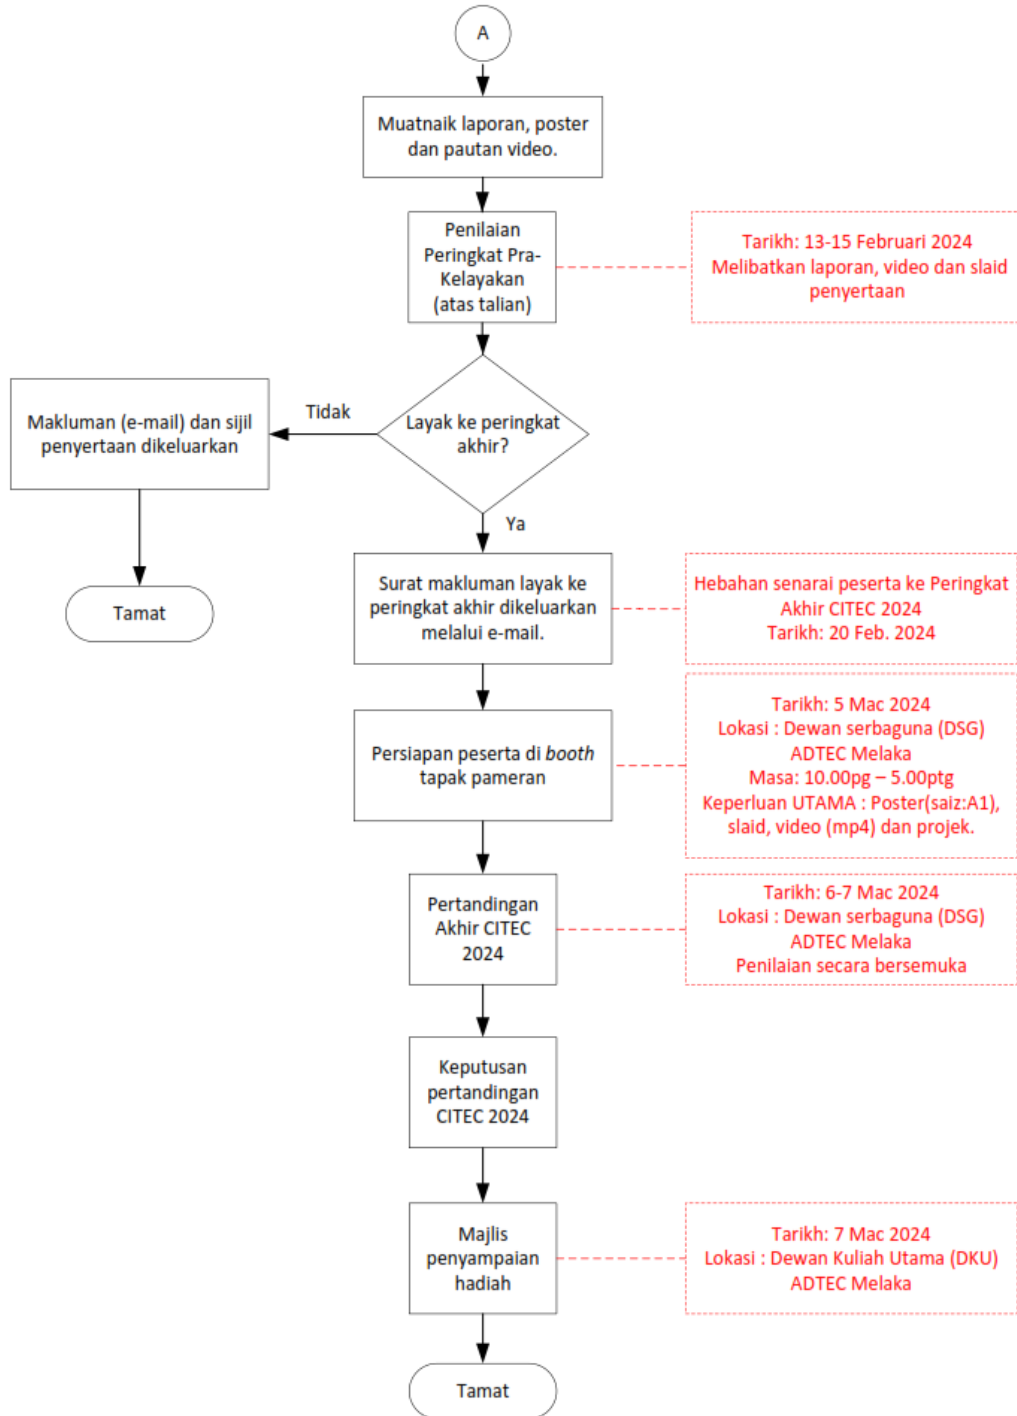 A
Muatnaik laporan, poster
dan pautan video.
Penilaian
Peringkat Pra-
Kelayakan
(atas talian)
Tarikh: 13-15 Februari 2024
Melibatkan laporan, video dan slaid
penyertaan
Layak ke peringkat
akhir?
Tidak
Makluman (e-mail) dan sijil
penyertaan dikeluarkan
Tamat
Ya
Surat makluman layak ke
peringkat akhir dikeluarkan
melalui e-mail.
Hebahan senarai peserta ke Peringkat
Akhir CITEC 2024
Tarikh: 20 Feb. 2024
Persiapan peserta di booth
tapak pameran
Tarikh: 5 Mac 2024
Lokasi : Dewan serbaguna (DSG)
ADTEC Melaka
Masa: 10.00pg – 5.00ptg
Keperluan UTAMA : Poster(saiz:A1),
slaid, video (mp4) dan projek.
Pertandingan
Akhir CITEC
2024
Tarikh: 6-7 Mac 2024
Lokasi : Dewan serbaguna (DSG)
ADTEC Melaka
Penilaian secara bersemuka
Keputusan
pertandingan
CITEC 2024
Majlis
penyampaian
hadiah
Tarikh: 7 Mac 2024
Lokasi : Dewan Kuliah Utama (DKU)
ADTEC Melaka
Tamat